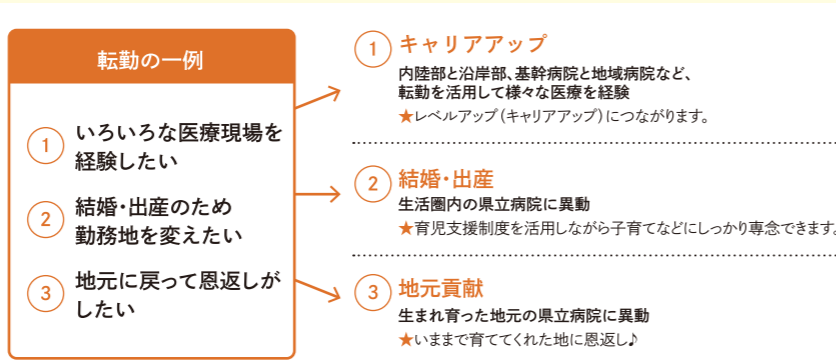 転勤の一例
① いろいろな医療現場を
経験したい
② 結婚・出産のため
勤務地を変えたい
③ 地元に戻って恩返しが
したい
① キャリアアップ
内陸部と沿岸部、基幹病院と地域病院など、
転勤を活用して様々な医療を経験
★レベルアップ(キャリアアップ)につながります。
② 結婚・出産
生活圏内の県立病院に異動
★育児支援制度を活用しながら子育てなどにしっかり専念できます。
③ 地元貢献
生まれ育った地元の県立病院に異動
★いままで育ててくれた地に恩返し♪